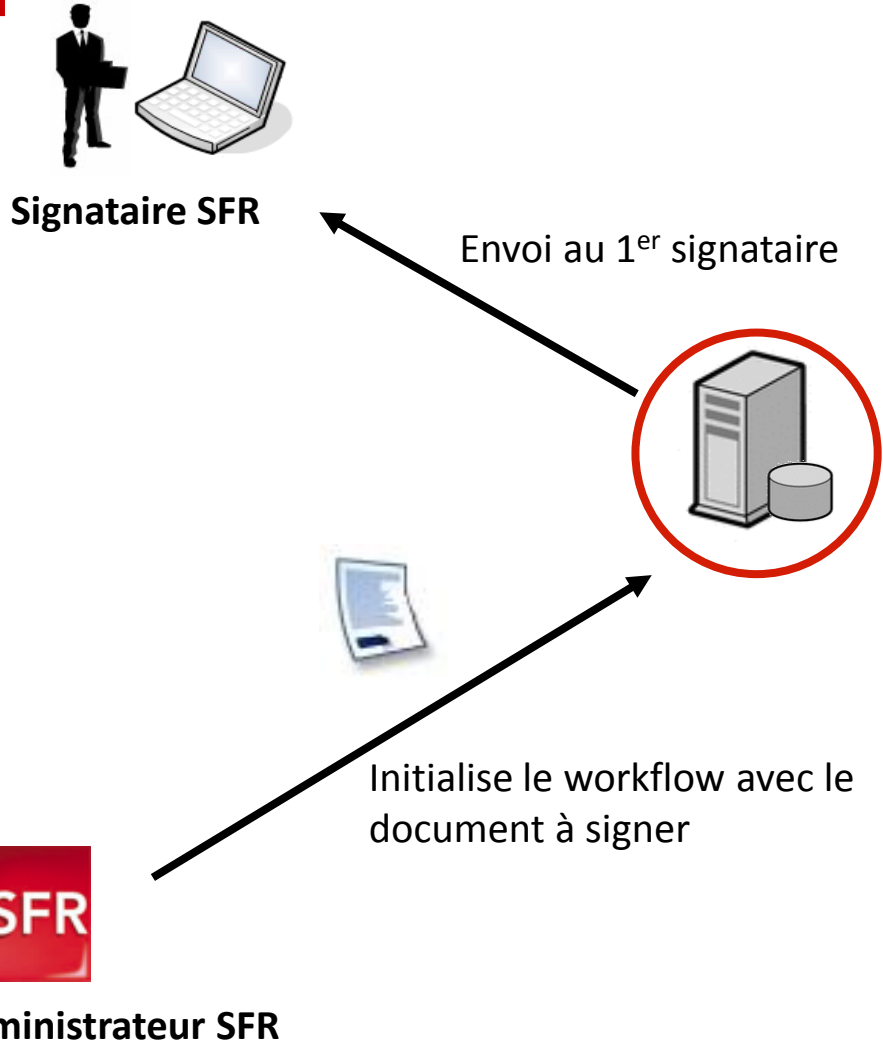 Signataire SFR
Envoi au 1er signataire
Initialise le workflow avec le
document à signer
SFR
ministrateur SFR